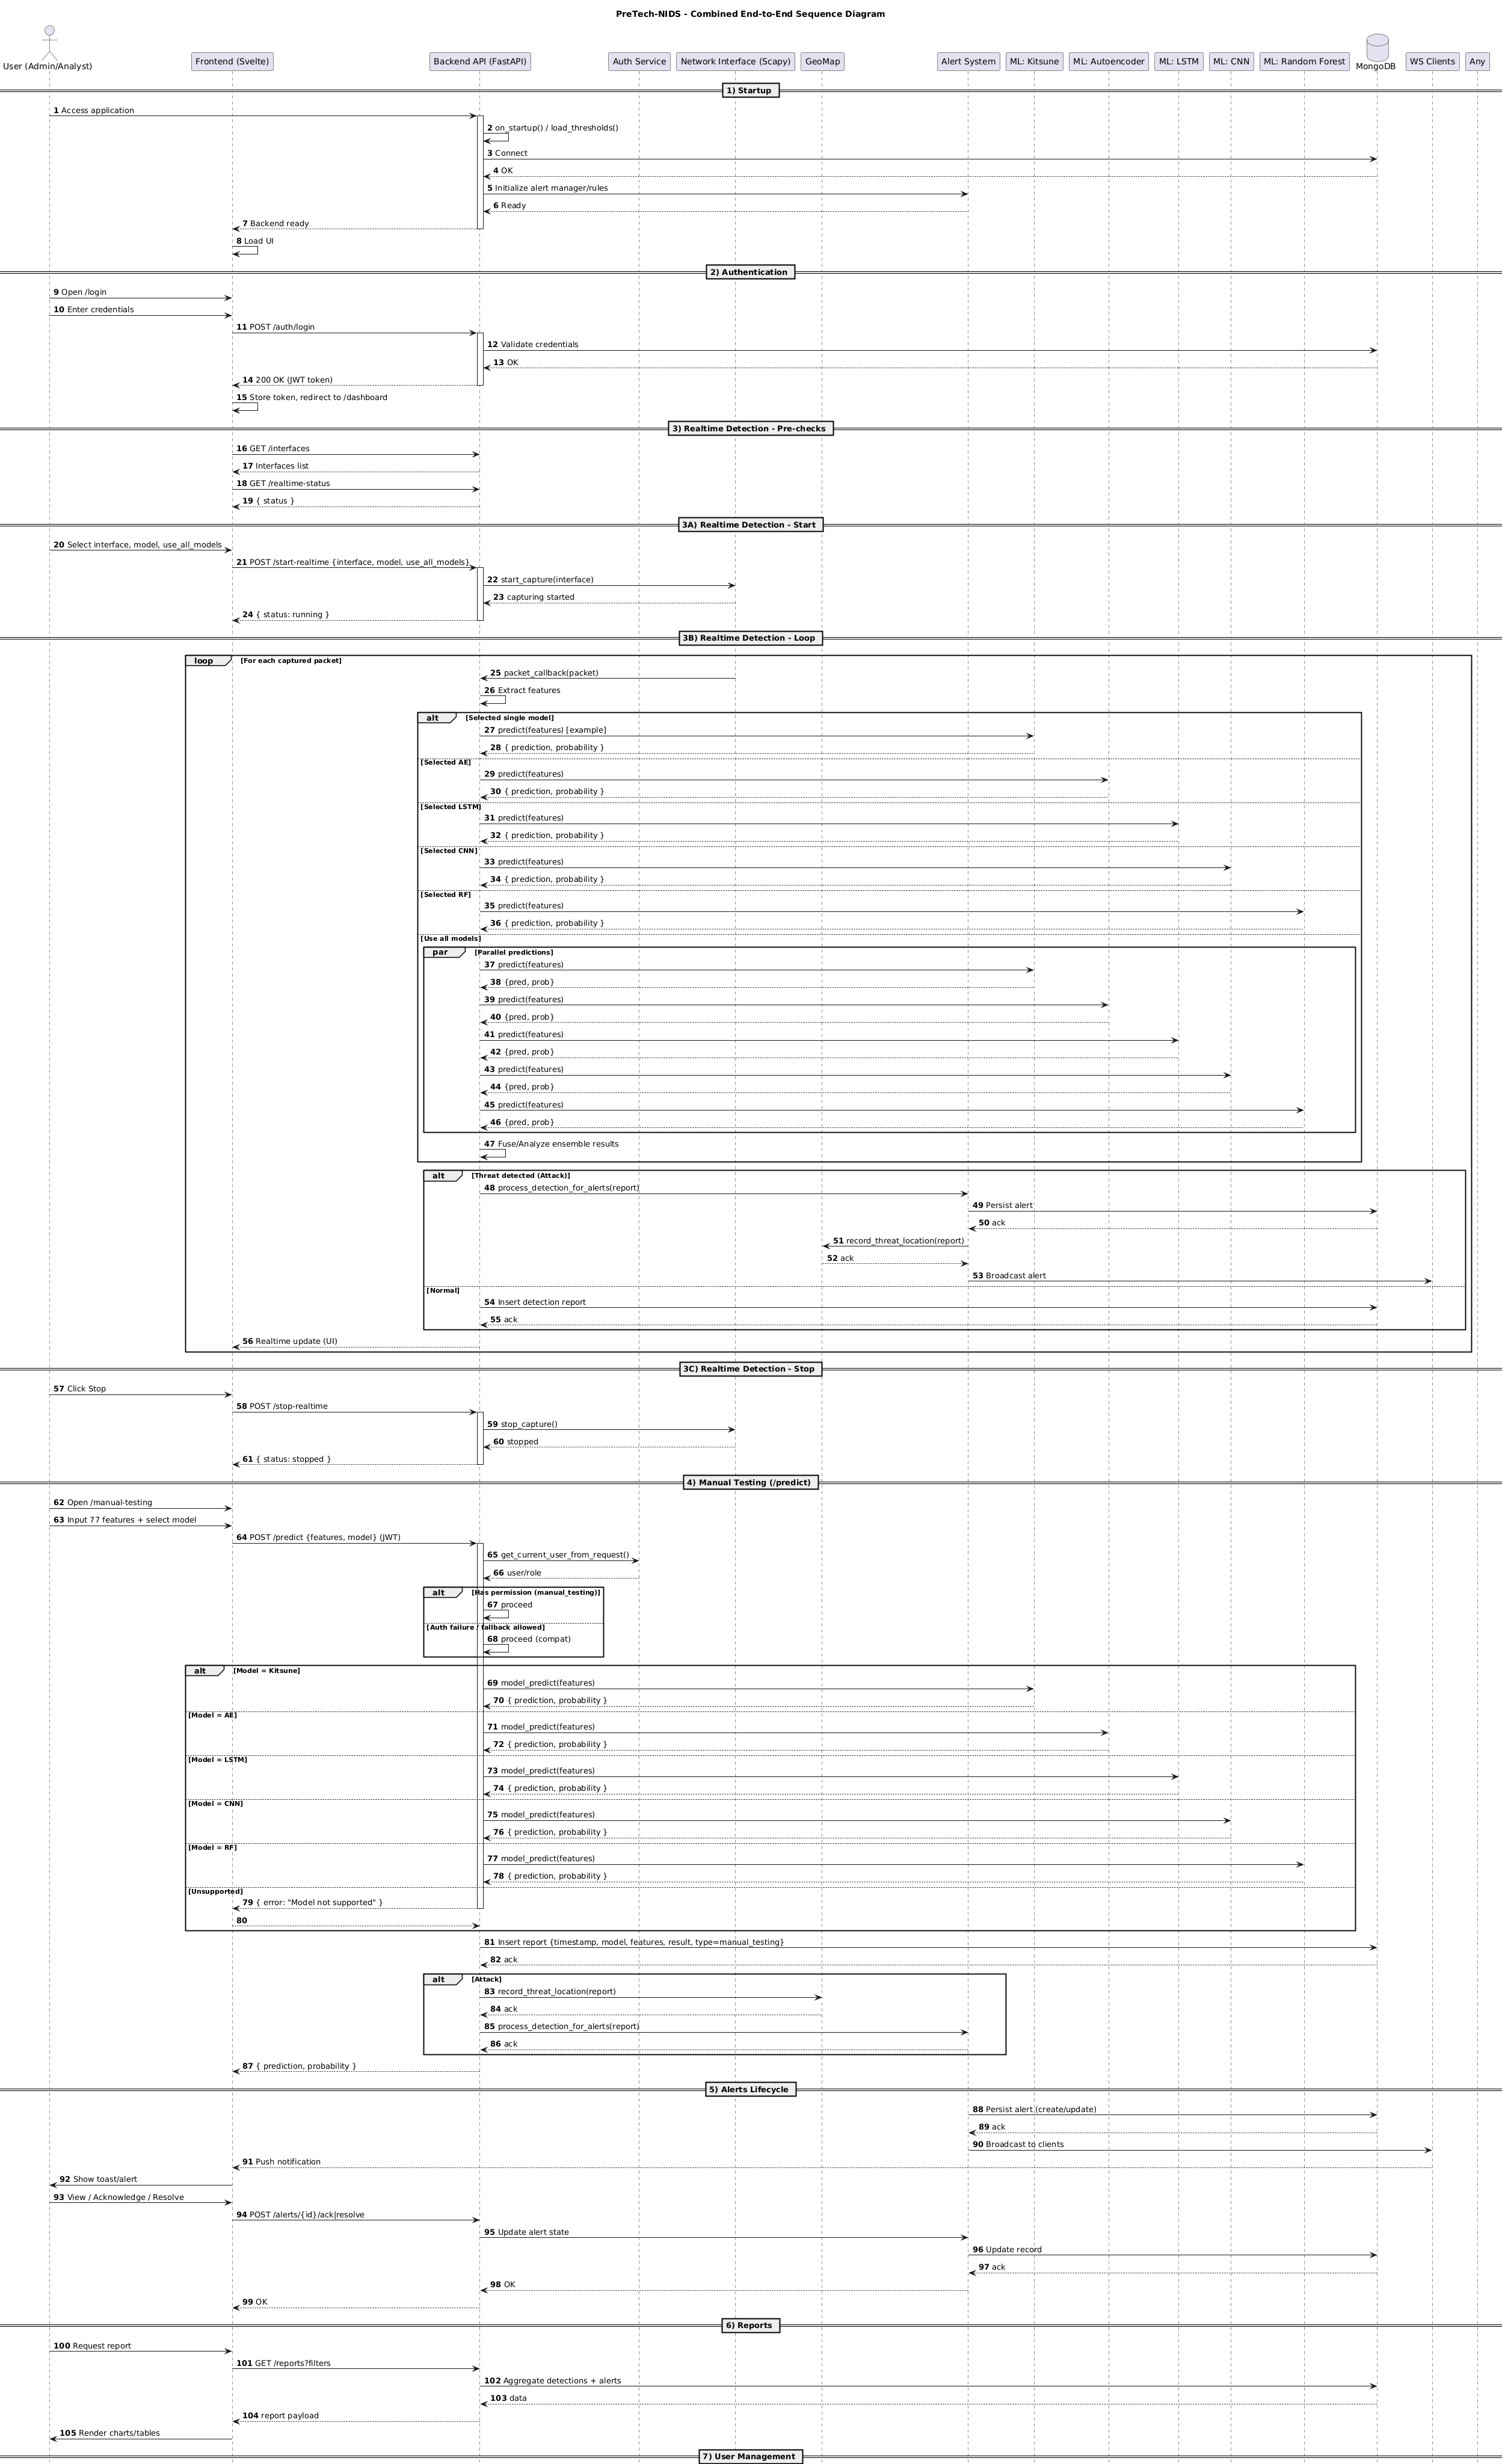 PreTech-NIDS - Combined End-to-End Sequence Diagram
User (Admin/Analyst)
Frontend (Svelte)
Backend API (FastAPI)
Auth Service
Network Interface (Scapy)
GeoMap
Alert System
ML: Kitsune
ML: Autoencoder
ML: LSTM
ML: CNN
ML: Random Forest
MongoDB
WS Clients
Any
1) Startup
1 Access application
2 on_startup() / load_thresholds()
3 Connect
4 OK
5 Initialize alert manager/rules
6 Ready
7 Backend ready
8 Load UI
2) Authentication
9 Open /login
10 Enter credentials
11 POST /auth/login
12 Validate credentials
13 OK
14 200 OK (JWT token)
15 Store token, redirect to /dashboard
3) Realtime Detection - Pre-checks
16 GET /interfaces
17 Interfaces list
18 GET /realtime-status
19 { status }
3A) Realtime Detection - Start
20 Select interface, model, use_all_models
21 POST /start-realtime {interface, model, use_all_models}
22 start_capture(interface)
23 capturing started
24 { status: running }
3B) Realtime Detection - Loop
loop [For each captured packet]
25 packet_callback(packet)
26 Extract features
alt [Selected single model]
27 predict(features) [example]
28 { prediction, probability }
[Selected AE]
29 predict(features)
30 { prediction, probability }
[Selected LSTM]
31 predict(features)
32 { prediction, probability }
[Selected CNN]
33 predict(features)
34 { prediction, probability }
[Selected RF]
35 predict(features)
36 { prediction, probability }
[Use all models]
par [Parallel predictions]
37 predict(features)
38 {pred, prob}
39 predict(features)
40 {pred, prob}
41 predict(features)
42 {pred, prob}
43 predict(features)
44 {pred, prob}
45 predict(features)
46 {pred, prob}
47 Fuse/Analyze ensemble results
alt [Threat detected (Attack)]
48 process_detection_for_alerts(report)
49 Persist alert
50 ack
51 record_threat_location(report)
52 ack
53 Broadcast alert
[Normal]
54 Insert detection report
55 ack
56 Realtime update (UI)
3C) Realtime Detection - Stop
57 Click Stop
58 POST /stop-realtime
59 stop_capture()
60 stopped
61 { status: stopped }
4) Manual Testing (/predict)
62 Open /manual-testing
63 Input 77 features + select model
64 POST /predict {features, model} (JWT)
65 get_current_user_from_request()
66 user/role
alt [Has permission (manual_testing)]
67 proceed
[Auth failure / fallback allowed]
68 proceed (compat)
alt [Model = Kitsune]
69 model_predict(features)
70 { prediction, probability }
[Model = AE]
71 model_predict(features)
72 { prediction, probability }
[Model = LSTM]
73 model_predict(features)
74 { prediction, probability }
[Model = CNN]
75 model_predict(features)
76 { prediction, probability }
[Model = RF]
77 model_predict(features)
78 { prediction, probability }
[Unsupported]
79 { error: "Model not supported" }
80
81 Insert report {timestamp, model, features, result, type=manual_testing}
82 ack
alt [Attack]
83 record_threat_location(report)
84 ack
85 process_detection_for_alerts(report)
86 ack
87 { prediction, probability }
5) Alerts Lifecycle
88 Persist alert (create/update)
89 ack
90 Broadcast to clients
91 Push notification
92 Show toast/alert
93 View / Acknowledge / Resolve
94 POST /alerts/{id}/ack|resolve
95 Update alert state
96 Update record
97 ack
98 OK
99 OK
6) Reports
100 Request report
101 GET /reports?filters
102 Aggregate detections + alerts
103 data
104 report payload
105 Render charts/tables
7) User Management